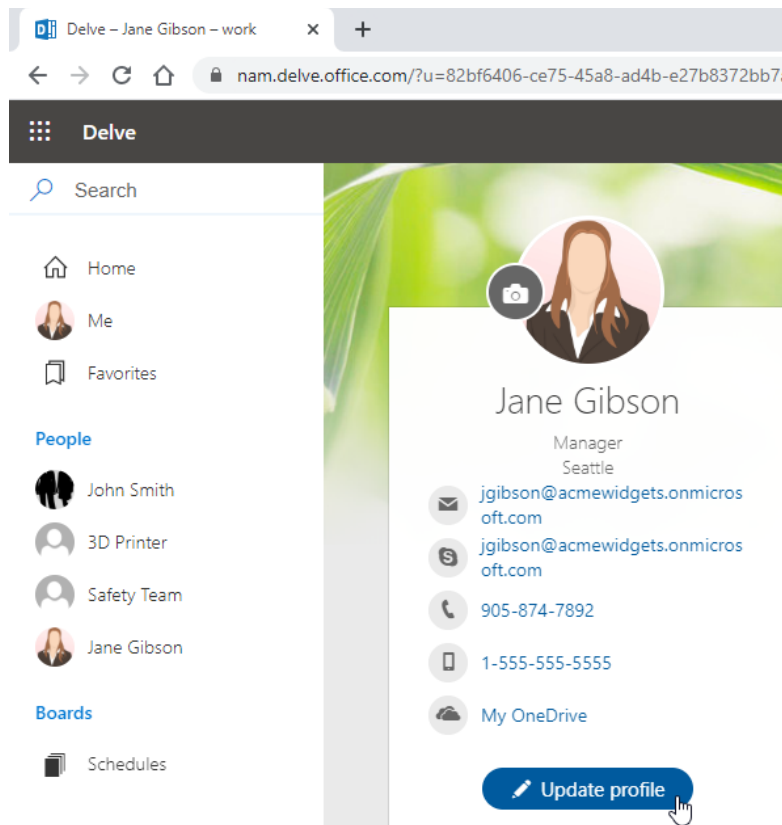 Delve – Jane Gibson – work
nam.delve.office.com/?u=82bf6406-ce75-45a8-ad4b-e27b8372bb7
Delve
Search
Home
Me
Favorites
People
John Smith
3D Printer
Safety Team
Jane Gibson
Boards
Schedules
Jane Gibson
Manager
Seattle
jgibson@acmewidgets.onmicros
oft.com
jgibson@acmewidgets.onmicros
oft.com
905-874-7892
1-555-555-5555
My OneDrive
Update profile